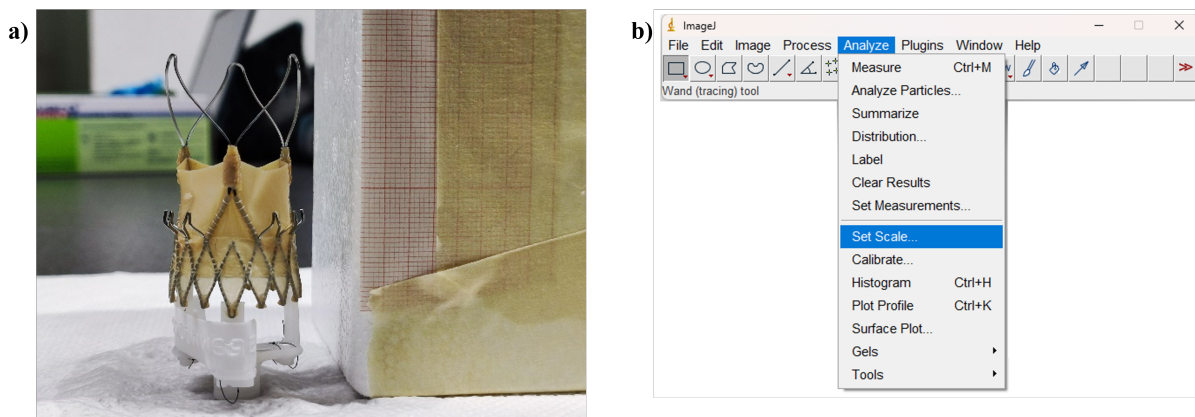 a)
b)
ImageJ
File Edit Image Process Analyze Plugins Window Help
Wand (tracing) tool
Measure Ctrl+M
Analyze Particles...
Summarize
Distribution...
Label
Clear Results
Set Measurements...
Set Scale...
Calibrate...
Histogram Ctrl+H
Plot Profile Ctrl+K
Surface Plot...
Gels
Tools